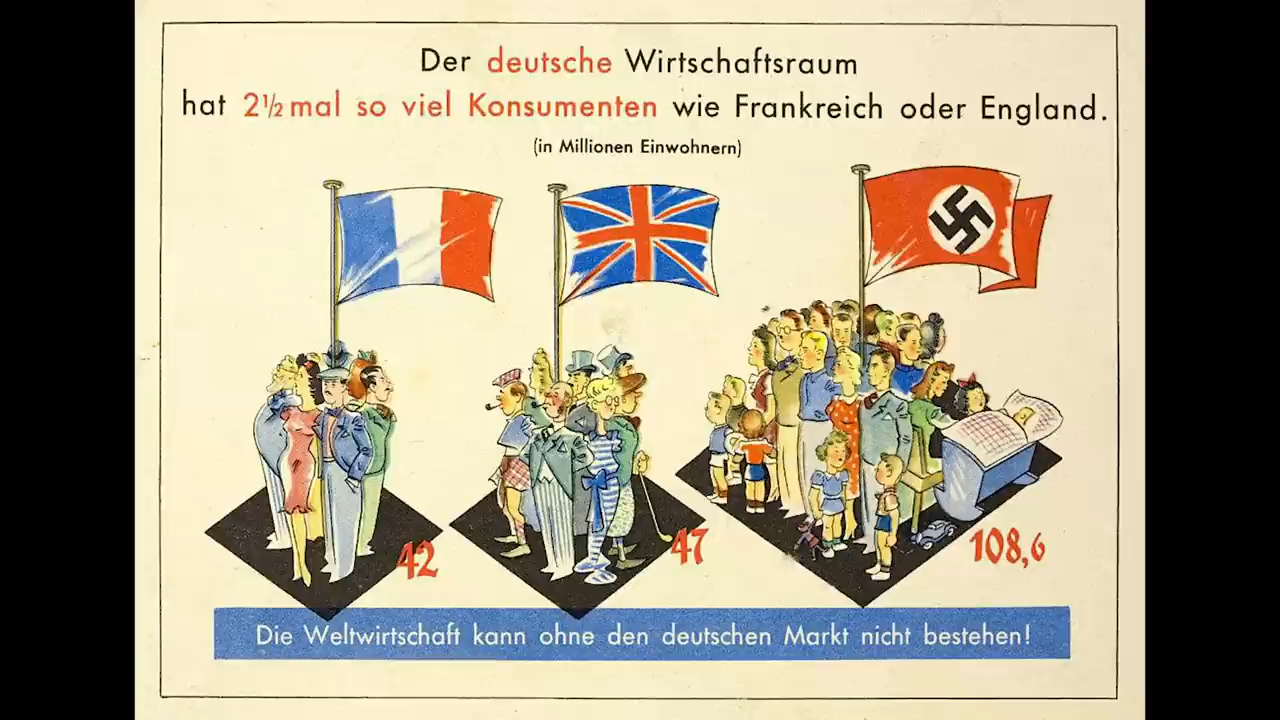 Der deutsche Wirtschaftsraum
hat 2½ mal so viel Konsumenten wie Frankreich oder England.
(in Millionen Einwohnern)
42
47
108,6
Die Weltwirtschaft kann ohne den deutschen Markt nicht bestehen!